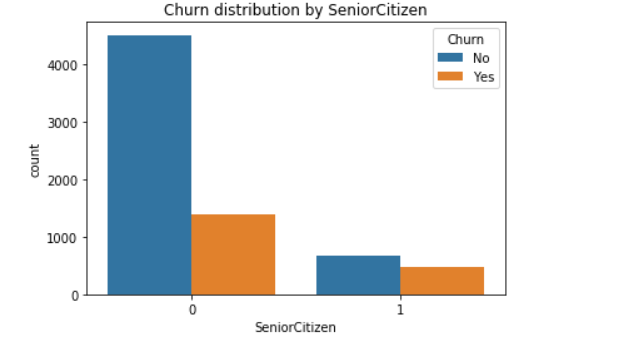 Churn distribution by SeniorCitizen
Churn
No
Yes
4000
3000
2000
1000
0
count
0 1
SeniorCitizen